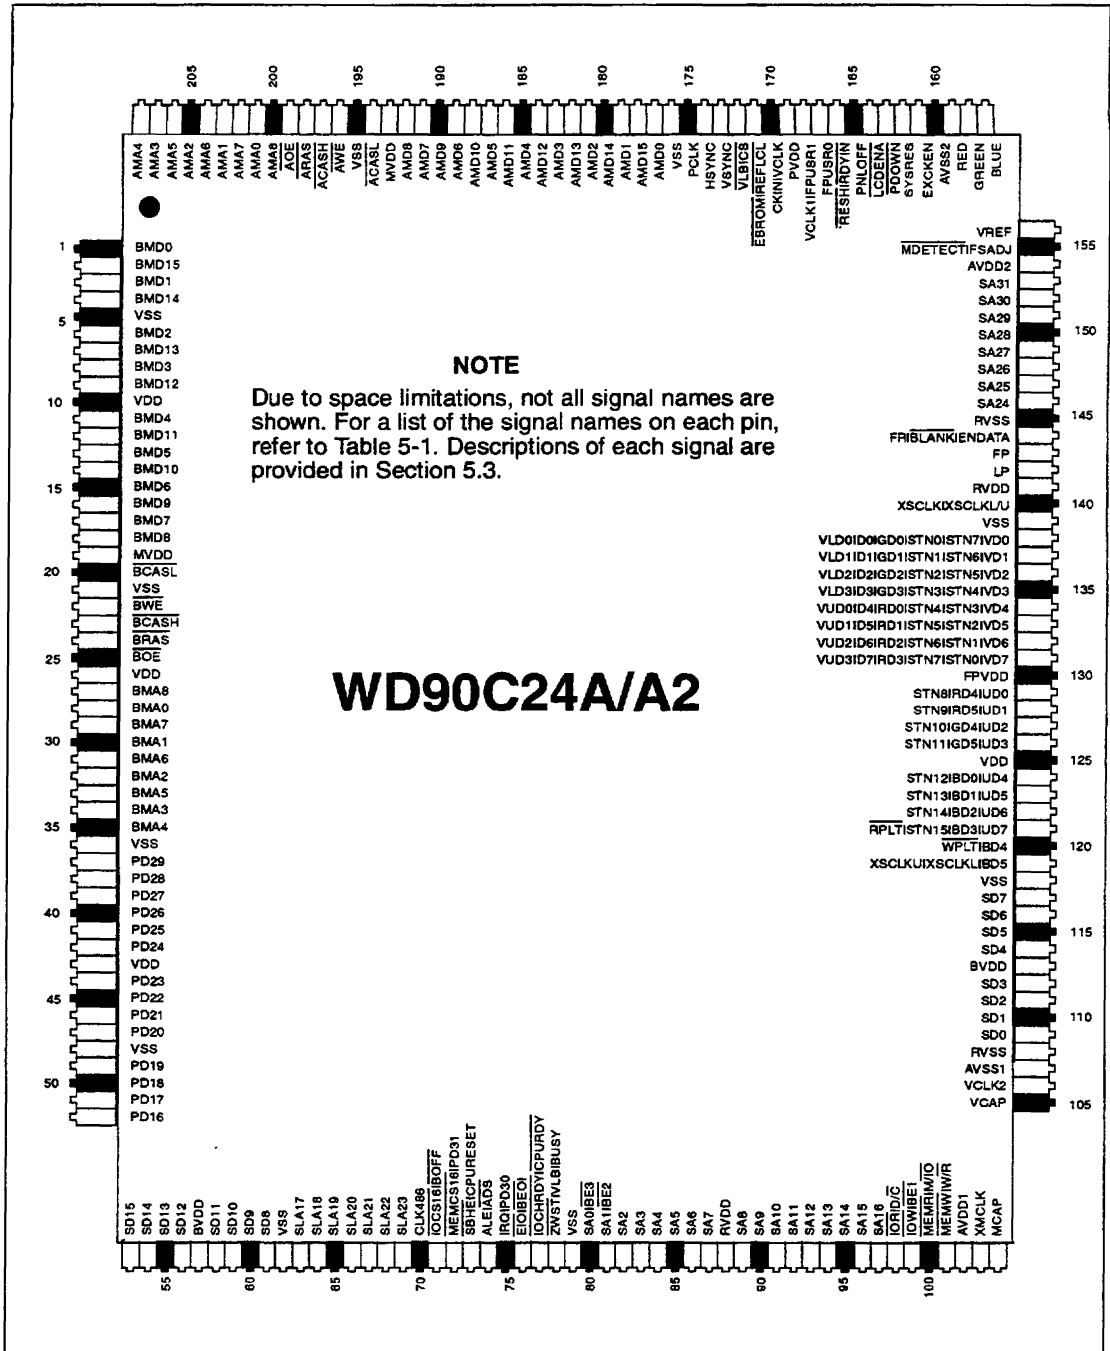 205 200 195 190 185 180 175 170 165 160
AMA4
AMA3
AMA5
AMA2
AMA6
AMA1
AMA7
AMA0
AMA8
AOE
ARAS
ACASH
AWE
VSS
ACASL
MVDD
AMD8
AMD7
AMD9
AMD6
AMD10
AMD5
AMD11
AMD4
AMD12
AMD3
AMD13
AMD2
AMD14
AMD1
AMD15
AMD0
VSS
PCLK
HSYNC
VSYNC
VLBICS
EBROMIREFLCL
CKINIVCLK
PVDD
VCLK1IFPUSR1
FPUSR0
RESHIRDYIN
PNLOFF
LCDENA
PDOWN
SYSRES
EXCKEN
AVSS2
RED
GREEN
BLUE
1 BMD0
BMD15
BMD1
BMD14
5 VSS
BMD2
BMD13
BMD3
BMD12
10 VDD
BMD4
BMD11
BMD5
BMD10
15 BMD6
BMD9
BMD7
BMD8
MVDD
20 BCASL
VSS
BWE
BCASH
BRAS
25 BOE
VDD
BMA8
BMA0
BMA7
30 BMA1
BMA6
BMA2
BMA5
BMA3
35 BMA4
VSS
PD29
PD28
PD27
40 PD26
PD25
PD24
VDD
PD23
45 PD22
PD21
PD20
VSS
PD19
50 PD18
PD17
PD16
NOTE
Due to space limitations, not all signal names are
shown. For a list of the signal names on each pin,
refer to Table 5-1. Descriptions of each signal are
provided in Section 5.3.
WD90C24A/A2
VREF
MDETECTIFSADJ 155
AVDD2
SA31
SA30
SA29
SA28 150
SA27
SA26
SA25
SA24
RVSS 145
FRIBLANKIENDATA
FP
LP
RVDD
XSCLKIXSCLKL/U 140
VSS
VLD0ID0IGD0ISTN0ISTN7IVD0
VLD1ID1IGD1ISTN1ISTN6IVD1
VLD2ID2IGD2ISTN2ISTN5IVD2
VLD3ID3IGD3ISTN3ISTN4IVD3 135
VUD0ID4IRD0ISTN4ISTN3IVD4
VUD1ID5IRD1ISTN5ISTN2IVD5
VUD2ID6IRD2ISTN6ISTN1IVD6
VUD3ID7IRD3ISTN7ISTN0IVD7
FPVDD 130
STN8IRD4IUD0
STN9IRD5IUD1
STN10IGD4IUD2
STN11IGD5IUD3
VDD 125
STN12IBD0IUD4
STN13IBD1IUD5
STN14IBD2IUD6
RPLTISTN15IBD3IUD7
WPLTIBD4 120
XSCLKUIXSCLKLIBD5
VSS
SD7
SD6
SD5 115
SD4
BVDD
SD3
SD2
SD1 110
SD0
RVSS
AVSS1
VCLK2
VCAP 105
SD15
SD14
SD13
SD12
BVDD
SD11
SD10
SD9
SD8
VSS
SLA17
SLA18
SLA19
SLA20
SLA21
SLA22
SLA23
CLK486
IOCS16IBOFF
MEMCS16IPD31
SBHEICPURESET
ALEIADS
IRQIPD30
EIOIBEOI
IOCHRDYICPURDY
ZWSTIVLBIBUSY
VSS
SA0IBE3
SA1IBE2
SA2
SA3
SA4
SA5
SA6
SA7
RVDD
SA8
SA9
SA10
SA11
SA12
SA13
SA14
SA15
SA16
IORID/C
IOWIBE1
MEMRIM/IO
MEMWIW/R
AVDD1
XMCLK
MCAP
55 60 65 70 75 80 85 90 95 100